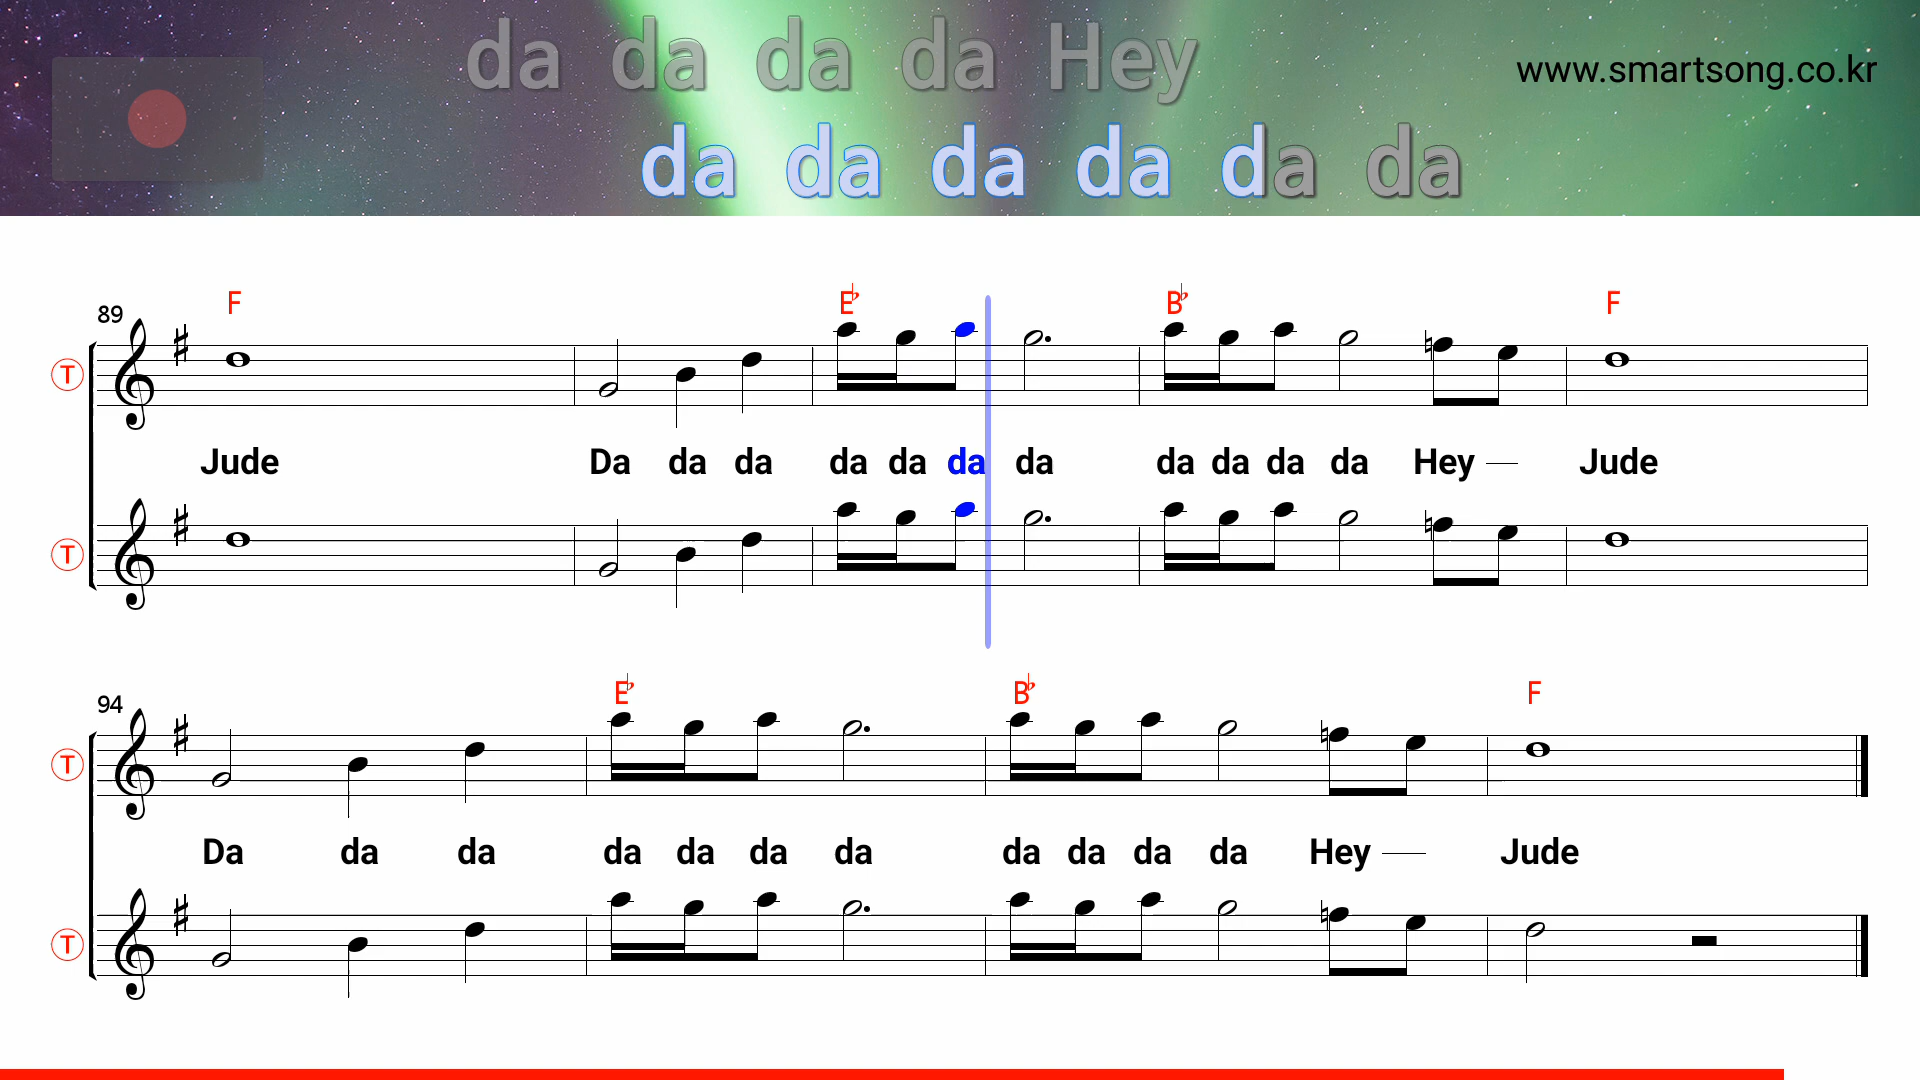 da da da da Hey
www.smartsong.co.kr
da da da da da da
F E♭ B♭ F
89
T
Jude Da da da da da da da da da da da Hey Jude
T
E♭ B♭ F
94
T
Da da da da da da da da da da da Hey Jude
T